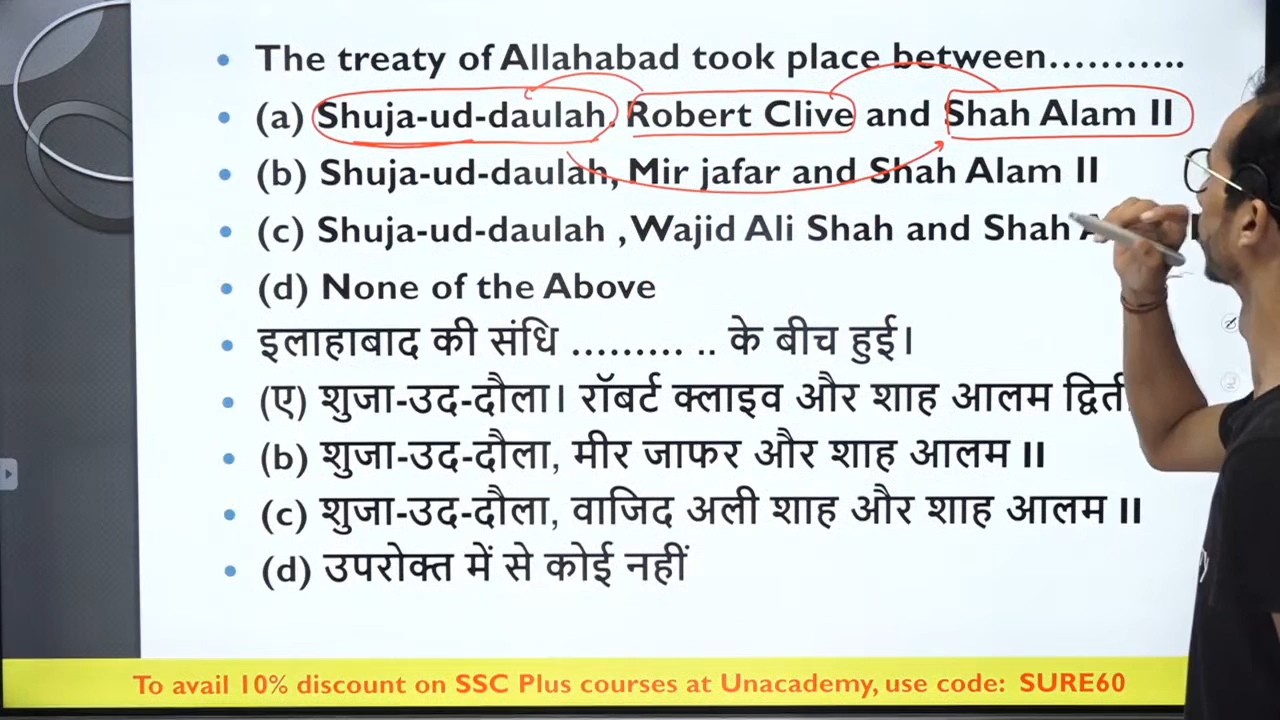 The treaty of Allahabad took place between………..
(a) Shuja-ud-daulah. Robert Clive and Shah Alam II
(b) Shuja-ud-daulah, Mir jafar and Shah Alam II
(c) Shuja-ud-daulah ,Wajid Ali Shah and Shah
(d) None of the Above
इलाहाबाद की संधि ……… .. के बीच हुई।
(ए) शुजा-उद-दौला। रॉबर्ट क्लाइव और शाह आलम
(b) शुजा-उद-दौला, मीर जाफर और शाह आलम II
(c) शुजा-उद-दौला, वाजिद अली शाह और शाह आलम II
(d) उपरोक्त में से कोई नहीं
To avail 10% discount on SSC Plus courses at Unacademy, use code: SURE60